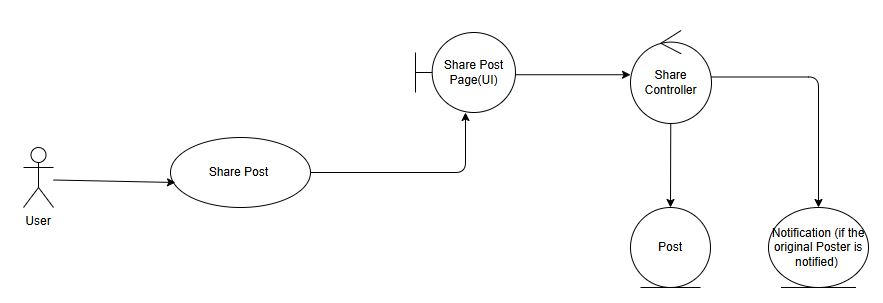 Share Post
Page(UI)
Share
Controller
Share Post
User
Post
Notification (if the
original Poster is
notified)